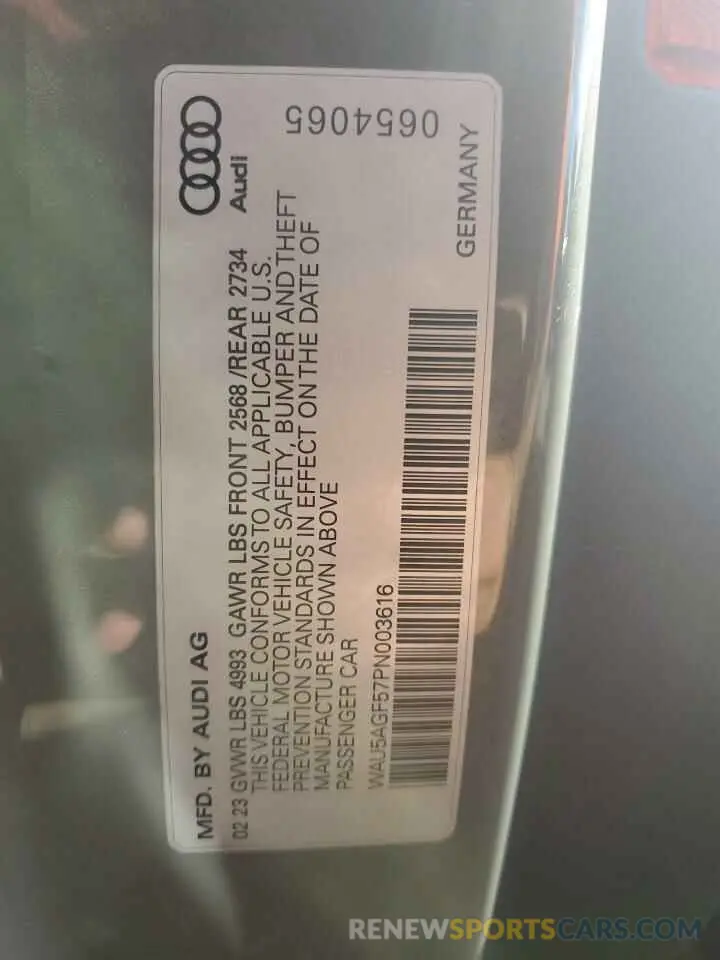 MFD. BY AUDI AG
02 23 GVWR LBS 4993 GAWR LBS FRONT 2568 /REAR 2734
THIS VEHICLE CONFORMS TO ALL APPLICABLE U.S.
FEDERAL MOTOR VEHICLE SAFETY, BUMPER AND THEFT
PREVENTION STANDARDS IN EFFECT ON THE DATE OF
MANUFACTURE SHOWN ABOVE
PASSENGER CAR
WAU5AGF57PN003616
Audi
0654065
GERMANY
RENEWSPORTSCARS.COM